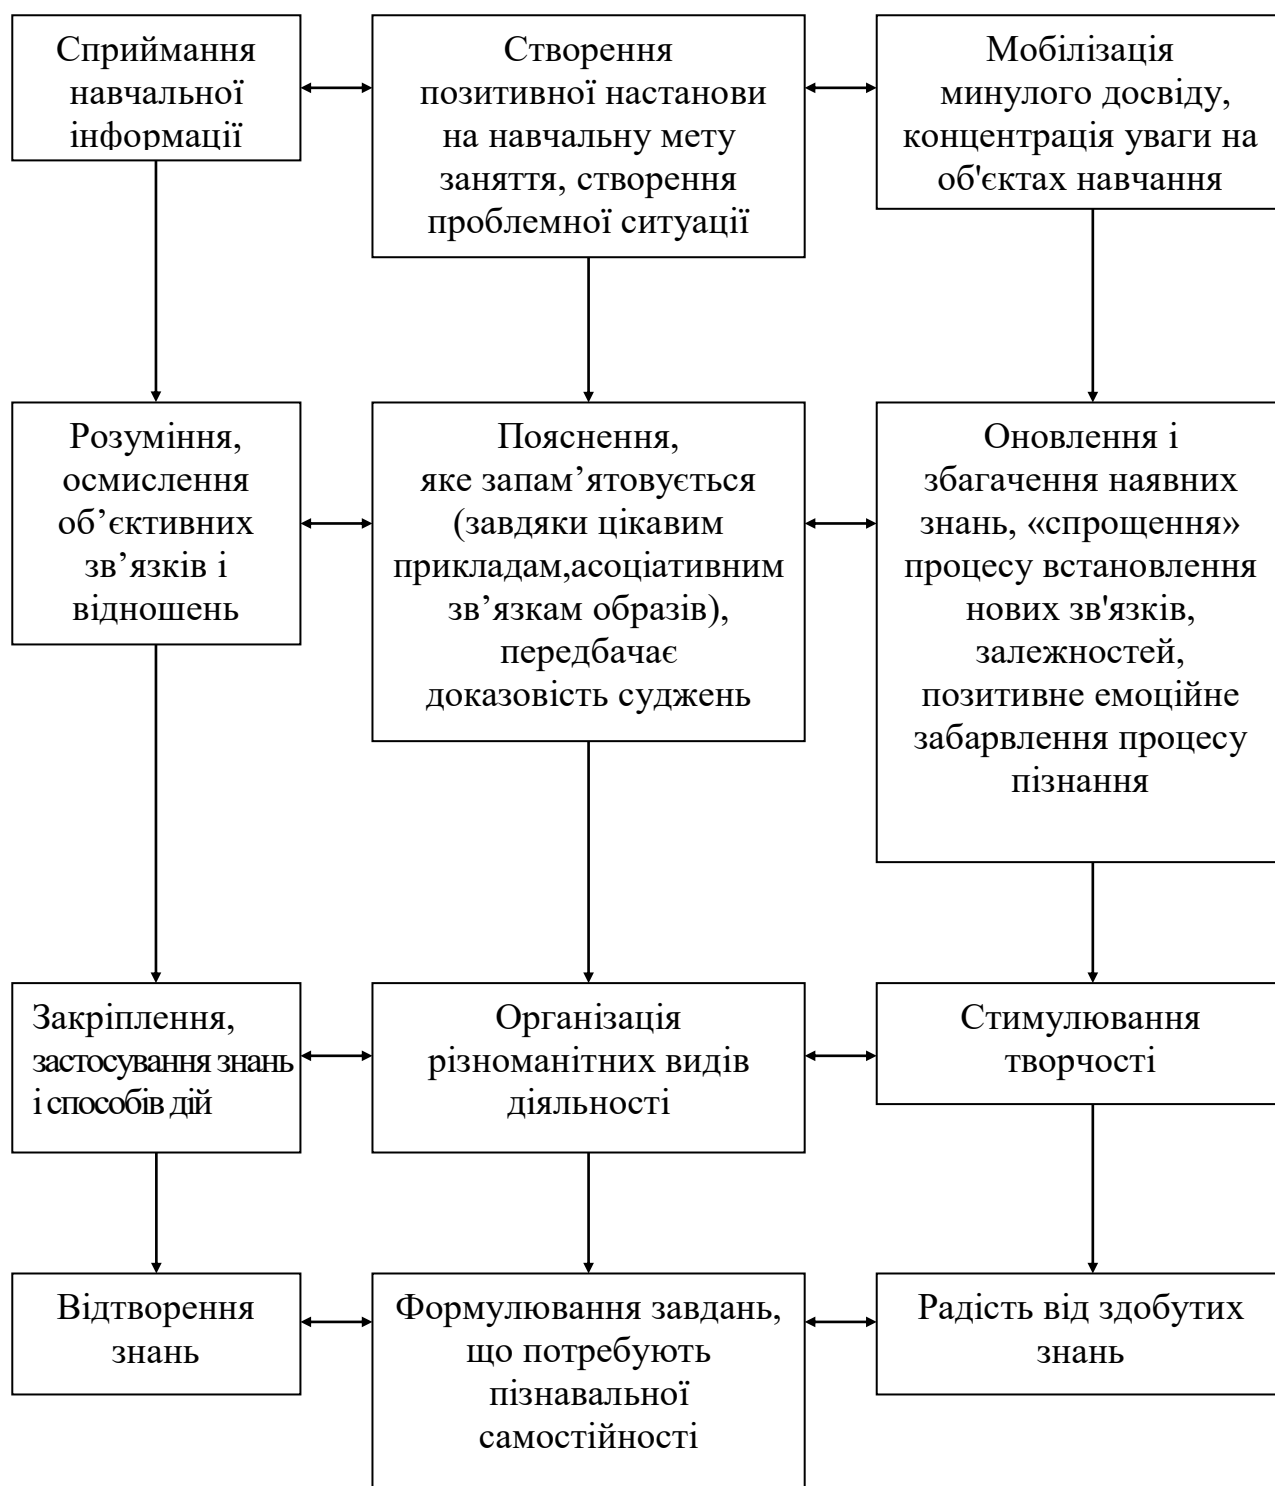 Сприймання
навчальної
інформації
Створення
позитивної настанови
на навчальну мету
заняття, створення
проблемної ситуації
Мобілізація
минулого досвіду,
концентрація уваги на
об'єктах навчання
Розуміння,
осмислення
об’єктивних
зв’язків і
відношень
Пояснення,
яке запам’ятовується
(завдяки цікавим
прикладам,асоціативним
зв’язкам образів),
передбачає
доказовість суджень
Оновлення і
збагачення наявних
знань, «спрощення»
процесу встановлення
нових зв'язків,
залежностей,
позитивне емоційне
забарвлення процесу
пізнання
Закріплення,
застосування знань
і способів дій
Організація
різноманітних видів
діяльності
Стимулювання
творчості
Відтворення
знань
Формулювання завдань,
що потребують
пізнавальної
самостійності
Радість від здобутих
знань